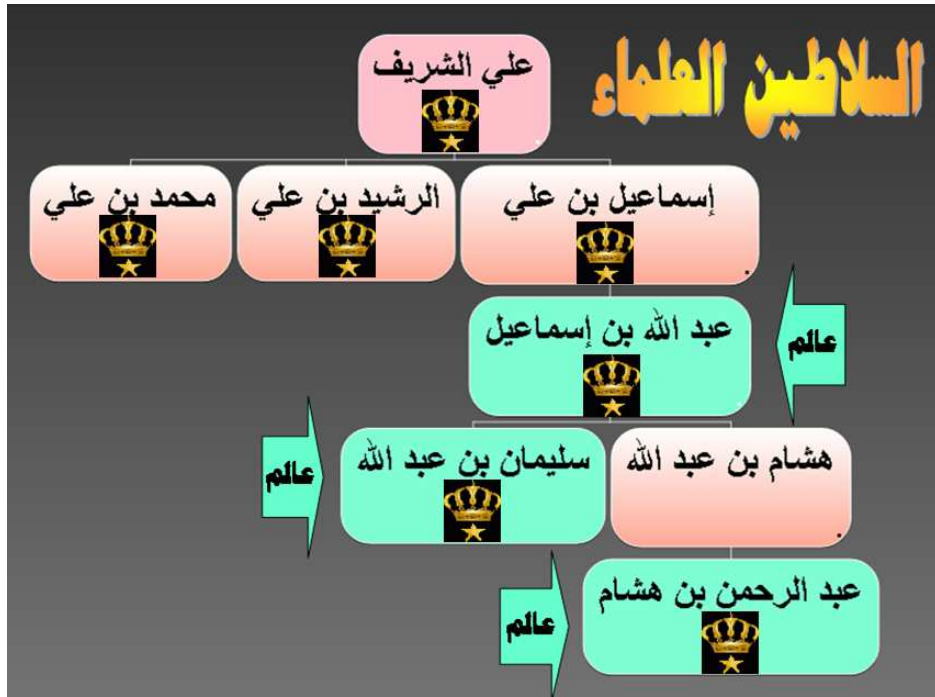 السلاطين العلماء
علي الشريف
إسماعيل بن علي
الرشيد بن علي
محمد بن علي
عبد الله بن إسماعيل
عالم
هشام بن عبد الله
سليمان بن عبد الله
عالم
عبد الرحمن بن هشام
عالم